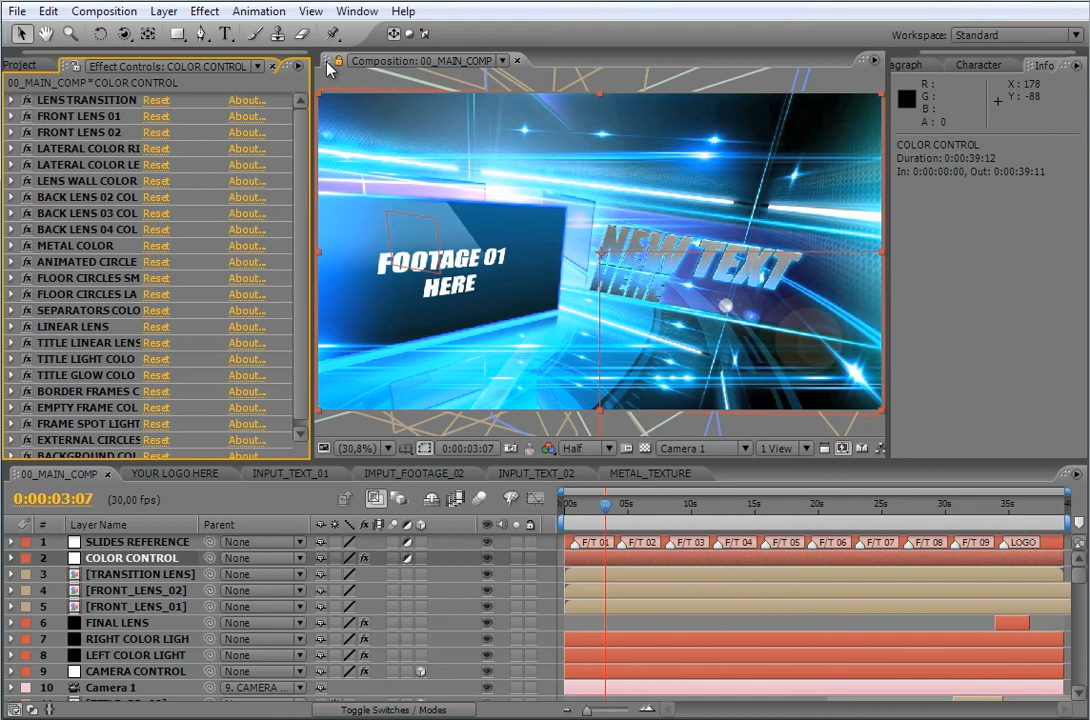 File Edit Composition Layer Effect Animation View Window Help
Workspace: Standard
Project Effect Controls: COLOR CONTROL
Composition: 00_MAIN_COMP
agraph Character Info
00_MAIN_COMP*COLOR CONTROL
LENS TRANSITION Reset About...
FRONT LENS 01 Reset About...
FRONT LENS 02 Reset About...
LATERAL COLOR RI Reset About...
LATERAL COLOR LE Reset About...
LENS WALL COLOR Reset About...
BACK LENS 02 COL Reset About...
BACK LENS 03 COL Reset About...
BACK LENS 04 COL Reset About...
METAL COLOR Reset About...
ANIMATED CIRCLE Reset About...
FLOOR CIRCLES SM Reset About...
FLOOR CIRCLES LA Reset About...
SEPARATORS COLO Reset About...
LINEAR LENS Reset About...
TITLE LINEAR LENS Reset About...
TITLE LIGHT COLO Reset About...
TITLE GLOW COLO Reset About...
BORDER FRAMES C Reset About...
EMPTY FRAME COL Reset About...
FRAME SPOT LIGHT Reset About...
EXTERNAL CIRCLES Reset About...
BACKGROUND COL Reset About...
FOOTAGE 01
HERE
NEW TEXT
HERE
(30,8%) 0:00:03:07 Half Camera 1 1 View
R :
G :
B :
A : 0
X : 178
Y : -88
COLOR CONTROL
Duration: 0:00:39:12
In: 0:00:00:00, Out: 0:00:39:11
00_MAIN_COMP YOUR LOGO HERE INPUT_TEXT_01 IMPUT_FOOTAGE_02 INPUT_TEXT_02 METAL_TEXTURE
0:00:03:07 (30,00 fps)
:00s 05s 10s 15s 20s 25s 30s 35s 4
# Layer Name Parent
1 SLIDES REFERENCE None F/T 01 F/T 02 F/T 03 F/T 04 F/T 05 F/T 06 F/T 07 F/T 08 F/T 09 LOGO
2 COLOR CONTROL None
3 [TRANSITION LENS] None
4 [FRONT_LENS_02] None
5 [FRONT_LENS_01] None
6 FINAL LENS None
7 RIGHT COLOR LIGH None
8 LEFT COLOR LIGHT None
9 CAMERA CONTROL None
10 Camera 1 9. CAMERA ...
Toggle Switches / Modes